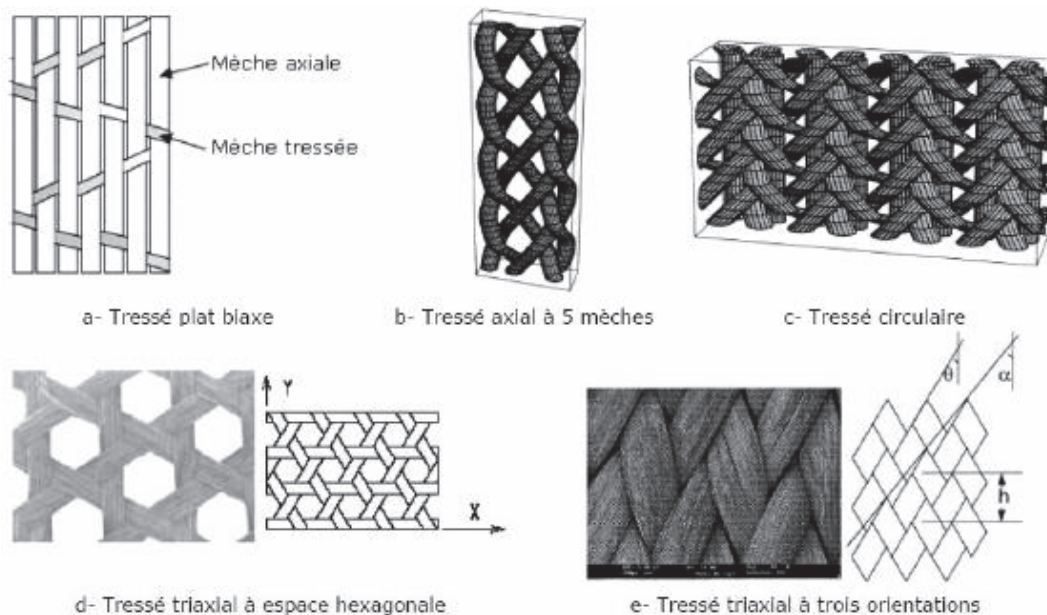 Mèche axiale
Mèche tressée
a- Tressé plat biaxe
b- Tressé axial à 5 mèches
c- Tressé circulaire
Y
X
θ
α
h
d- Tressé triaxial à espace hexagonale
e- Tressé triaxial à trois orientations